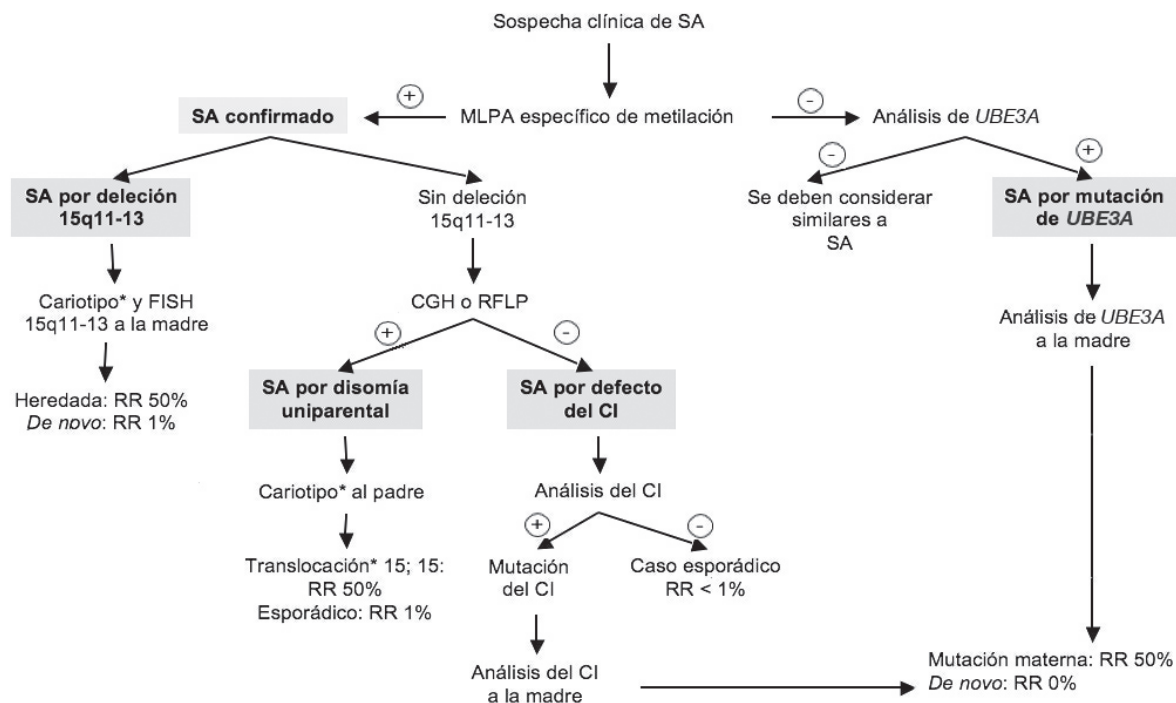 Sospecha clínica de SA
+
-
SA confirmado
MLPA específico de metilación
Análisis de UBE3A
-
+
SA por deleción
15q11-13
Sin deleción
15q11-13
Se deben considerar
similares a
SA
SA por mutación
de UBE3A
Cariotipo* y FISH
15q11-13 a la madre
CGH o RFLP
Análisis de UBE3A
a la madre
+
-
Heredada: RR 50%
De novo: RR 1%
SA por disomía
uniparental
SA por defecto
del CI
Cariotipo* al padre
Análisis del CI
+
-
Translocación* 15; 15:
RR 50%
Esporádico: RR 1%
Mutación
del CI
Caso esporádico
RR < 1%
Análisis del CI
a la madre
Mutación materna: RR 50%
De novo: RR 0%